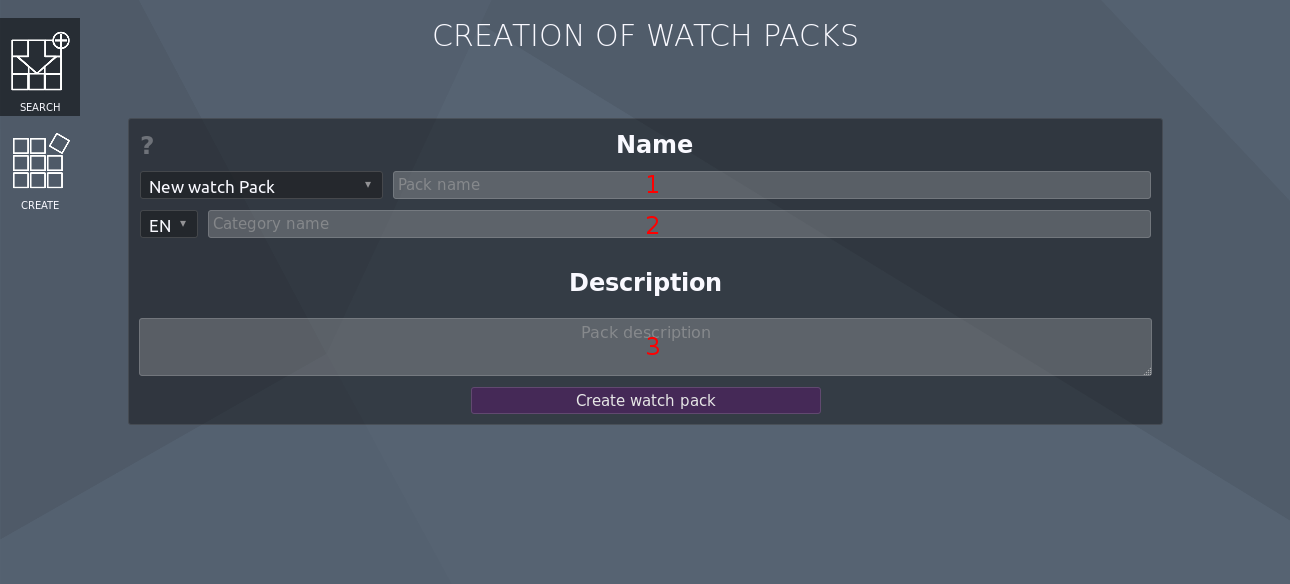 CREATION OF WATCH PACKS
SEARCH
CREATE
? Name
New watch Pack ▾ Pack name 1
EN ▾ Category name 2
Description
Pack description
3
Create watch pack